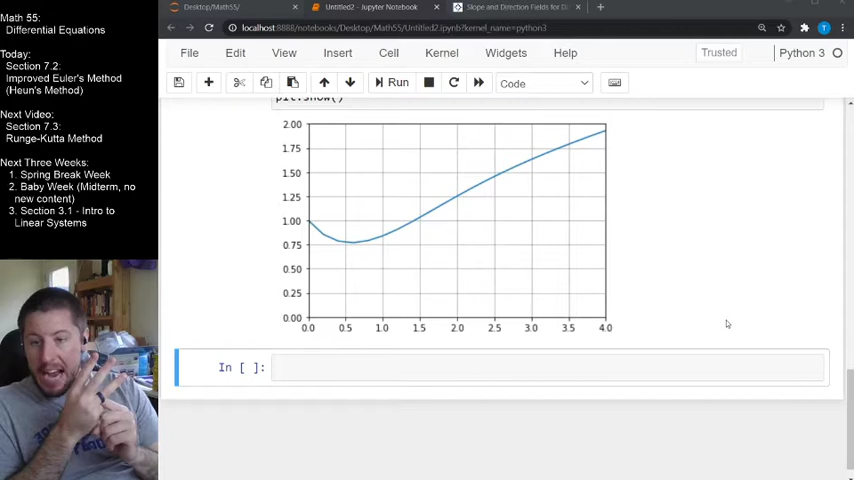 Math 55:
Differential Equations
Today:
Section 7.2:
Improved Euler's Method
(Heun's Method)
Next Video:
Section 7.3:
Runge-Kutta Method
Next Three Weeks:
1. Spring Break Week
2. Baby Week (Midterm, no
new content)
3. Section 3.1 - Intro to
Linear Systems
Desktop/Math55/
Untitled2 - Jupyter Notebook
Slope and Direction Fields for Di
localhost:8888/notebooks/Desktop/Math55/Untitled2.ipynb?kernel_name=python3
T
File Edit View Insert Cell Kernel Widgets Help
Trusted
Python 3
Run
Code
plt.show()
2.00
1.75
1.50
1.25
1.00
0.75
0.50
0.25
0.00
0.0 0.5 1.0 1.5 2.0 2.5 3.0 3.5 4.0
In [ ]: